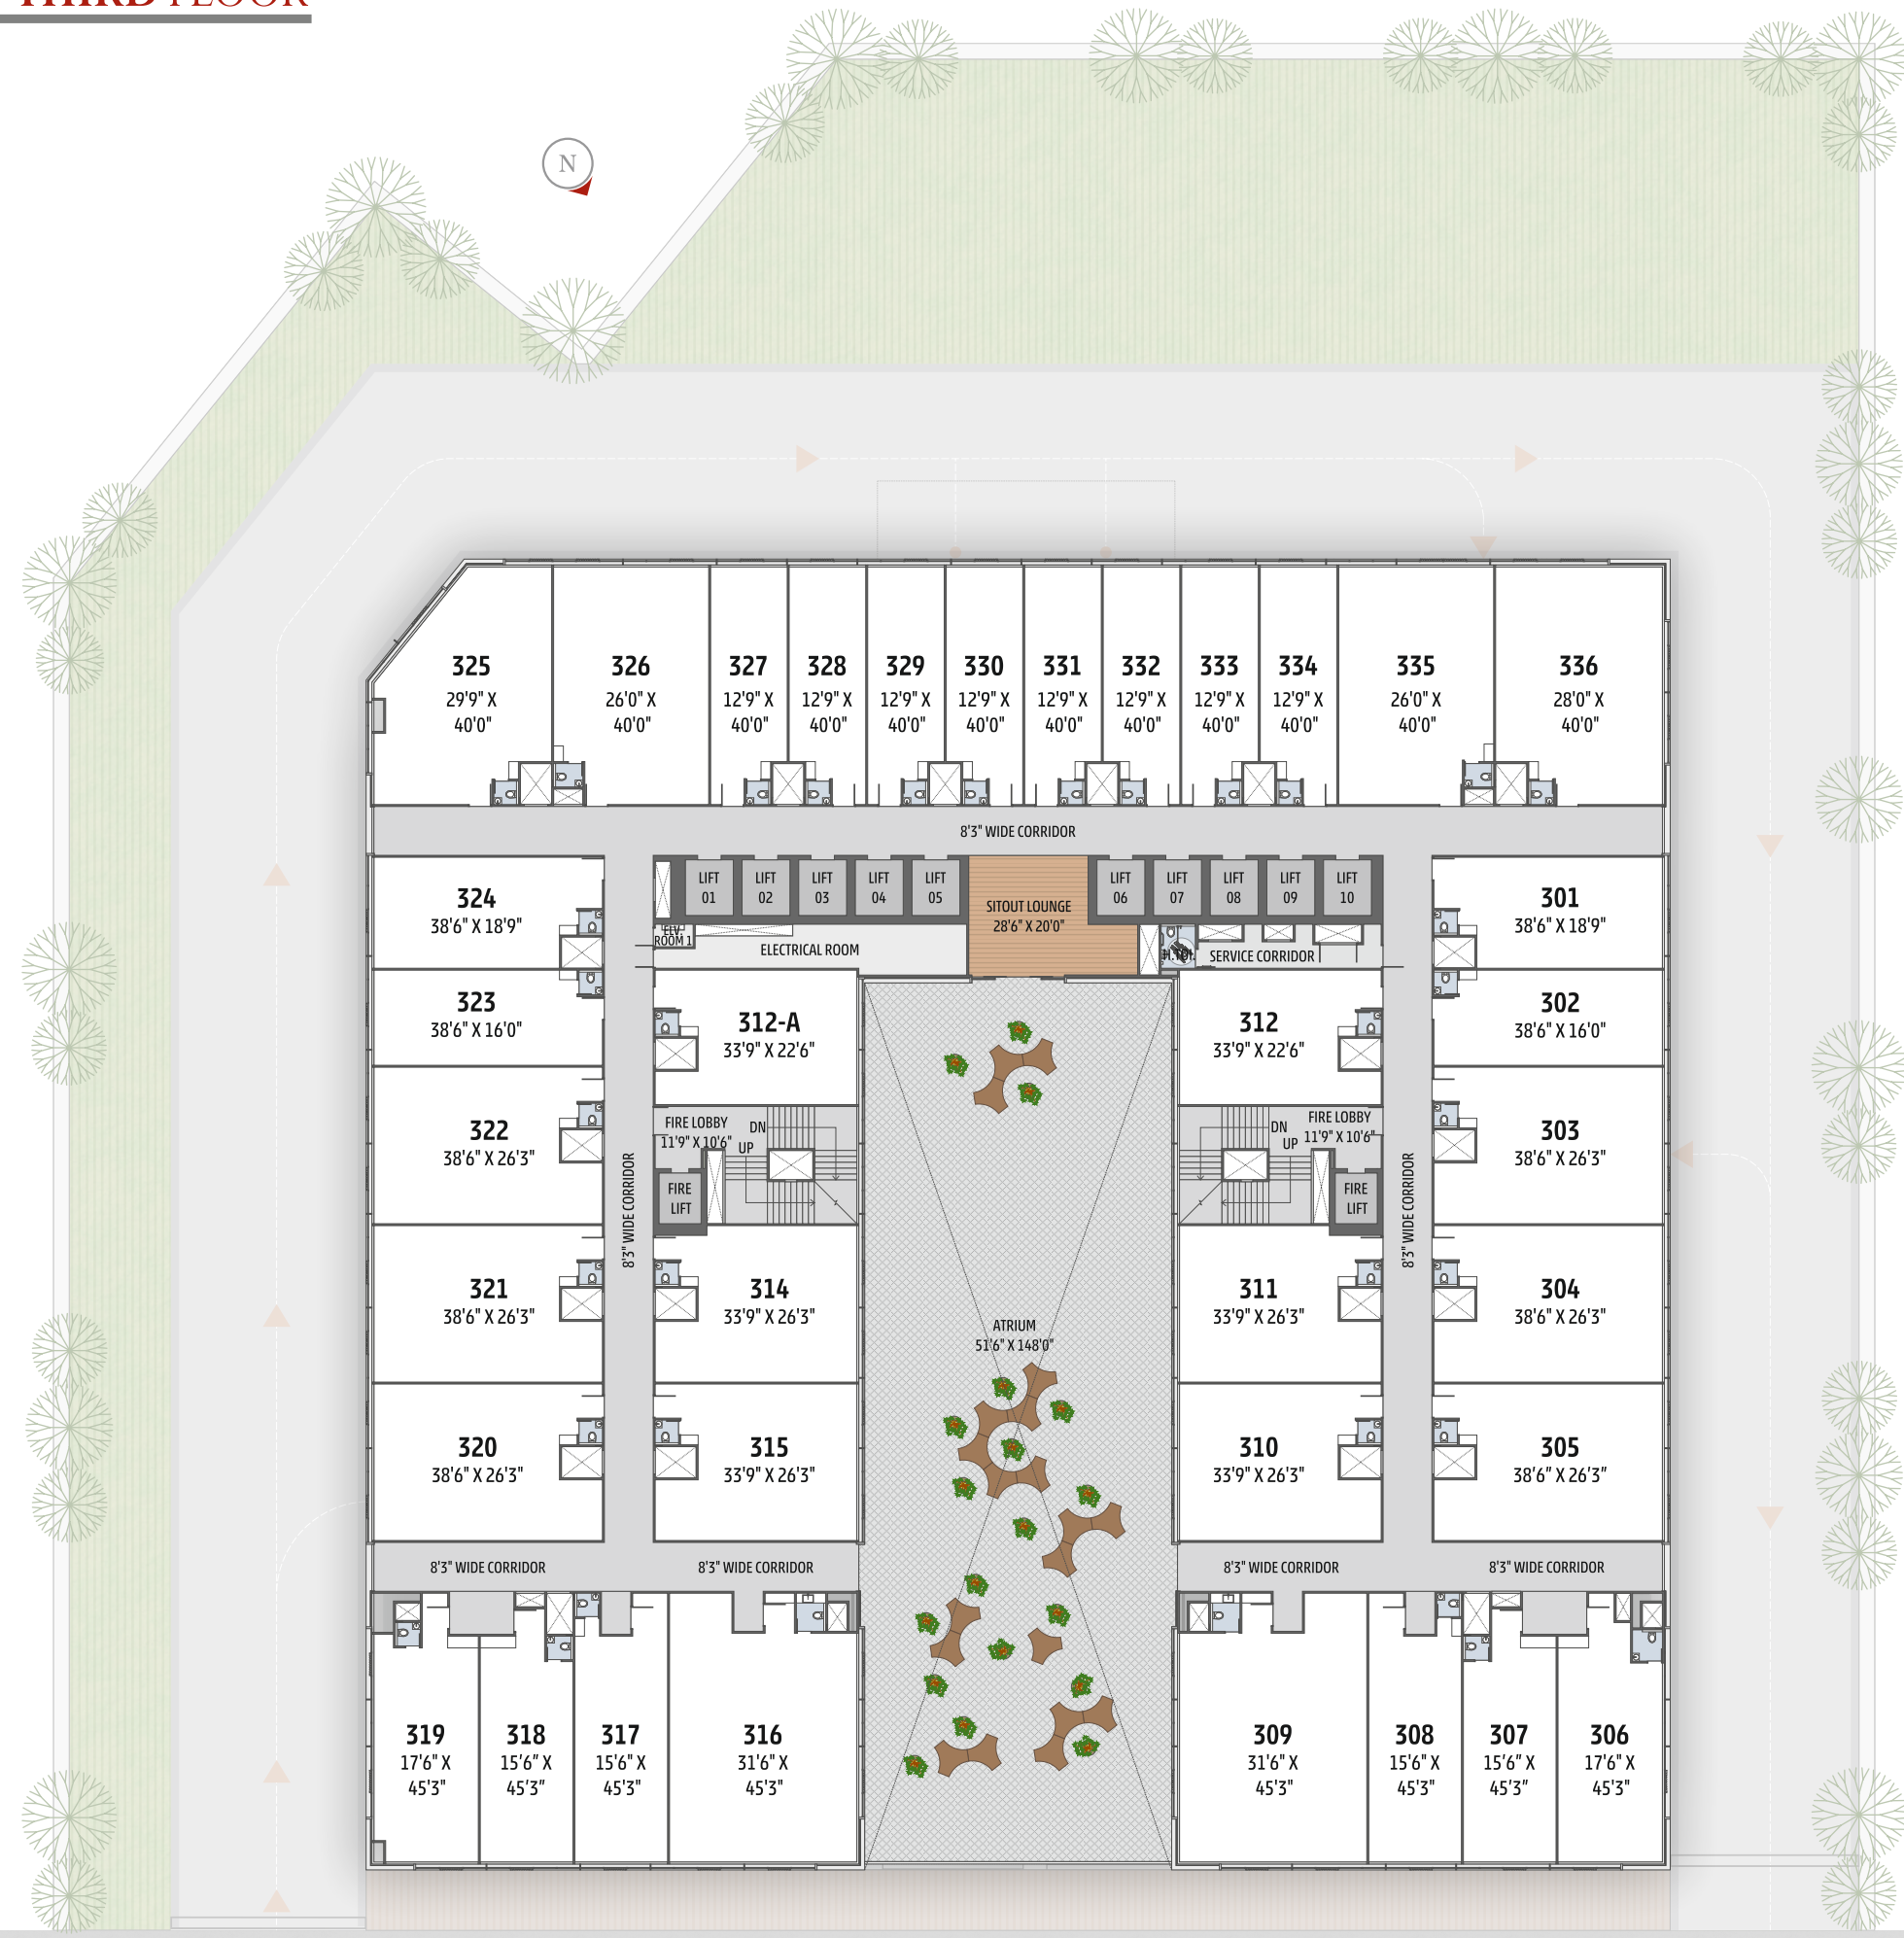 THIRD FLOOR
N
325
29'9" X
40'0"
326
26'0" X
40'0"
327
12'9" X
40'0"
328
12'9" X
40'0"
329
12'9" X
40'0"
330
12'9" X
40'0"
331
12'9" X
40'0"
332
12'9" X
40'0"
333
12'9" X
40'0"
334
12'9" X
40'0"
335
26'0" X
40'0"
336
28'0" X
40'0"
8'3" WIDE CORRIDOR
324
38'6" X 18'9"
LIFT
01
LIFT
02
LIFT
03
LIFT
04
LIFT
05
SITOUT LOUNGE
28'6" X 20'0"
LIFT
06
LIFT
07
LIFT
08
LIFT
09
LIFT
10
301
38'6" X 18'9"
ELV.
ROOM 1
ELECTRICAL ROOM
H.TOI.
SERVICE CORRIDOR
323
38'6" X 16'0"
312-A
33'9" X 22'6"
312
33'9" X 22'6"
302
38'6" X 16'0"
322
38'6" X 26'3"
FIRE LOBBY
11'9" X 10'6"
DN
UP
FIRE
LIFT
DN
UP
FIRE LOBBY
11'9" X 10'6"
FIRE
LIFT
303
38'6" X 26'3"
8'3" WIDE CORRIDOR
8'3" WIDE CORRIDOR
321
38'6" X 26'3"
314
33'9" X 26'3"
ATRIUM
51'6" X 148'0"
311
33'9" X 26'3"
304
38'6" X 26'3"
320
38'6" X 26'3"
315
33'9" X 26'3"
310
33'9" X 26'3"
305
38'6" X 26'3"
8'3" WIDE CORRIDOR
8'3" WIDE CORRIDOR
8'3" WIDE CORRIDOR
8'3" WIDE CORRIDOR
319
17'6" X
45'3"
318
15'6" X
45'3"
317
15'6" X
45'3"
316
31'6" X
45'3"
309
31'6" X
45'3"
308
15'6" X
45'3"
307
15'6" X
45'3"
306
17'6" X
45'3"